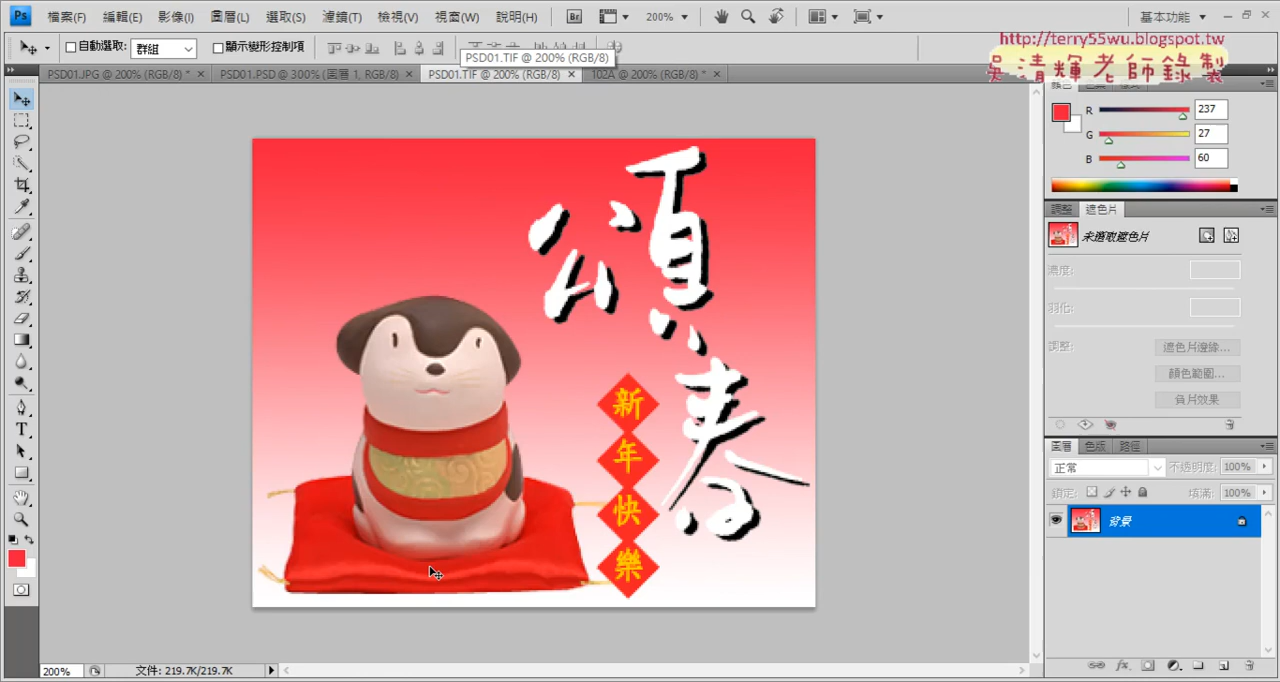 檔案(F) 編輯(E) 影像(I) 圖層(L) 選取(S) 濾鏡(T) 檢視(V) 視窗(W) 說明(H) Br 200% 基本功能
自動選取: 群組 顯示變形控制項
http://terry55wu.blogspot.tw
吳清輝老師錄製
PSD01.TIF @ 200% (RGB/8)
PSD01.JPG @ 200% (RGB/8) * PSD01.PSD @ 300% (圖層 1, RGB/8) PSD01.TIF @ 200% (RGB/8) 102A @ 200% (RGB/8) *
R 237
G 27
B 60
調整 遮色片
未選取遮色片
濃度:
羽化:
調整: 遮色片邊緣...
顏色範圍...
負片效果
圖層 色版 路徑
正常 不透明度: 100%
鎖定: 填滿: 100%
背景
頌春
新年快樂
200% 文件: 219.7K/219.7K